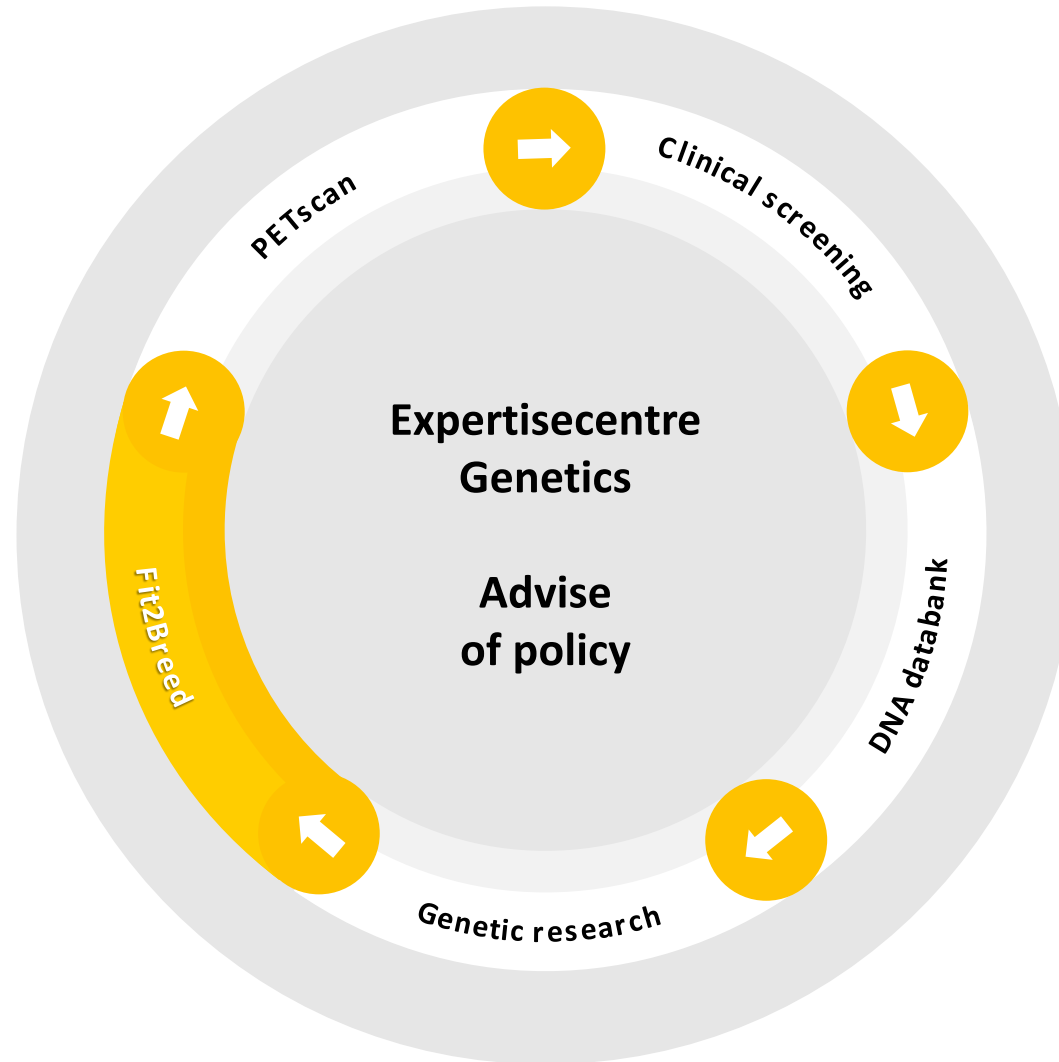 PETscan
Clinical screening
DNA databank
Genetic research
Fit2Breed
Expertisecentre
Genetics
Advise
of policy